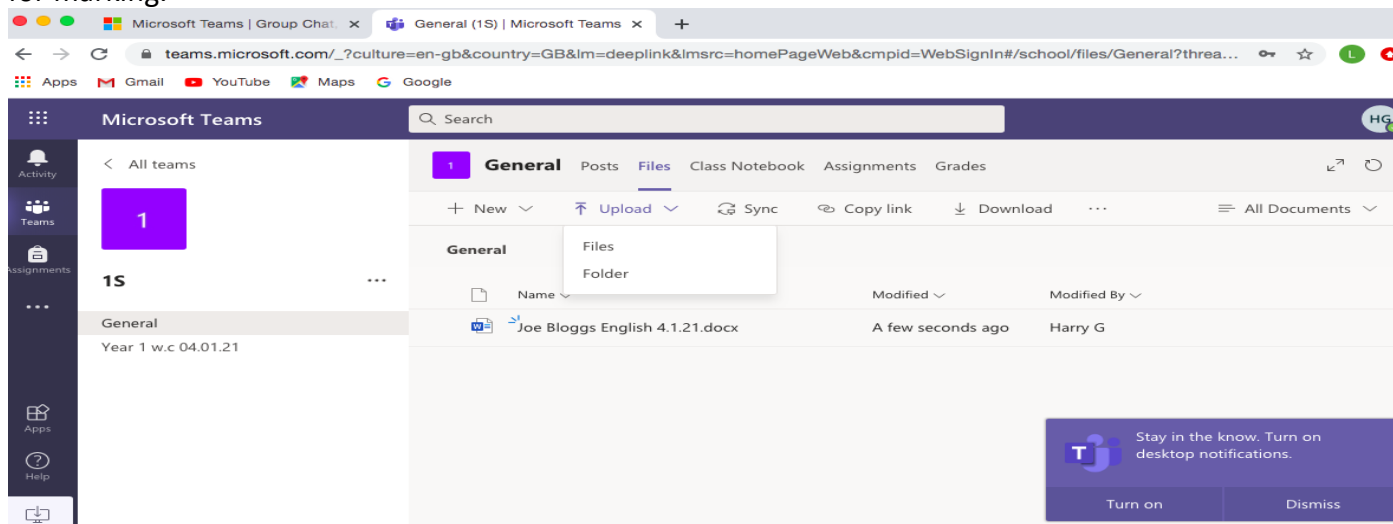 for marking.
Microsoft Teams | Group Chat, General (1S) | Microsoft Teams
teams.microsoft.com/_?culture=en-gb&country=GB&lm=deeplink&lmsrc=homePageWeb&cmpid=WebSignIn#/school/files/General?threa...
Apps Gmail YouTube Maps Google
Microsoft Teams Search HG
Activity
Teams
Assignments
Apps
Help
All teams
1
1S ...
General
Year 1 w.c 04.01.21
1 General Posts Files Class Notebook Assignments Grades
New Upload Sync Copy link Download ... All Documents
General
Files
Folder
Name Modified Modified By
Joe Bloggs English 4.1.21.docx A few seconds ago Harry G
Stay in the know. Turn on
desktop notifications.
Turn on Dismiss